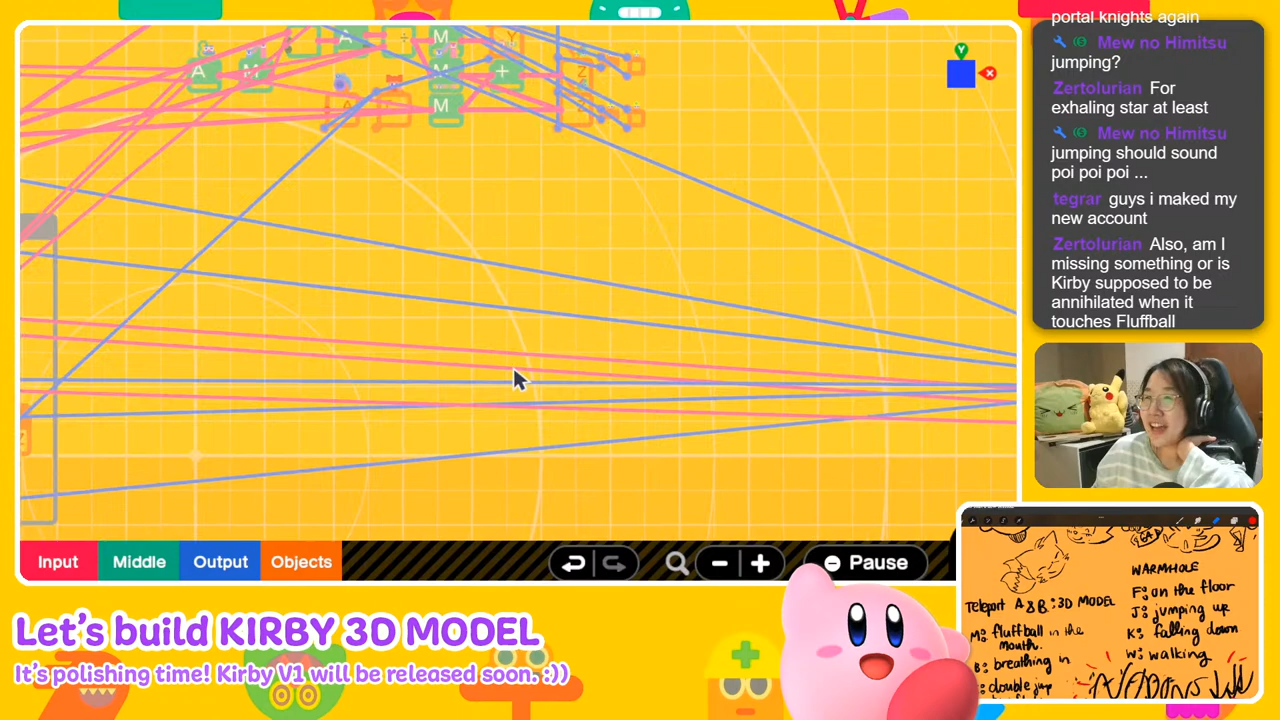 portal knights again
Mew no Himitsu
jumping?
Zertolurian For
exhaling star at least
Mew no Himitsu
jumping should sound
poi poi poi ...
tegrar guys i maked my
new account
Zertolurian Also, am I
missing something or is
Kirby supposed to be
annihilated when it
touches Fluffball
A
M
A
÷
M
Y
M
+
Z
M
Y
X
Input
Middle
Output
Objects
Pause
Let's build KIRBY 3D MODEL
It's polishing time! Kirby V1 will be released soon. :))
WARMHOLE
Teleport A & B : 3D MODEL
F: on the floor
J: jumping up
M: fluffball in the
mouth.
K: falling down
B: breathing in
W: walking
: double jump